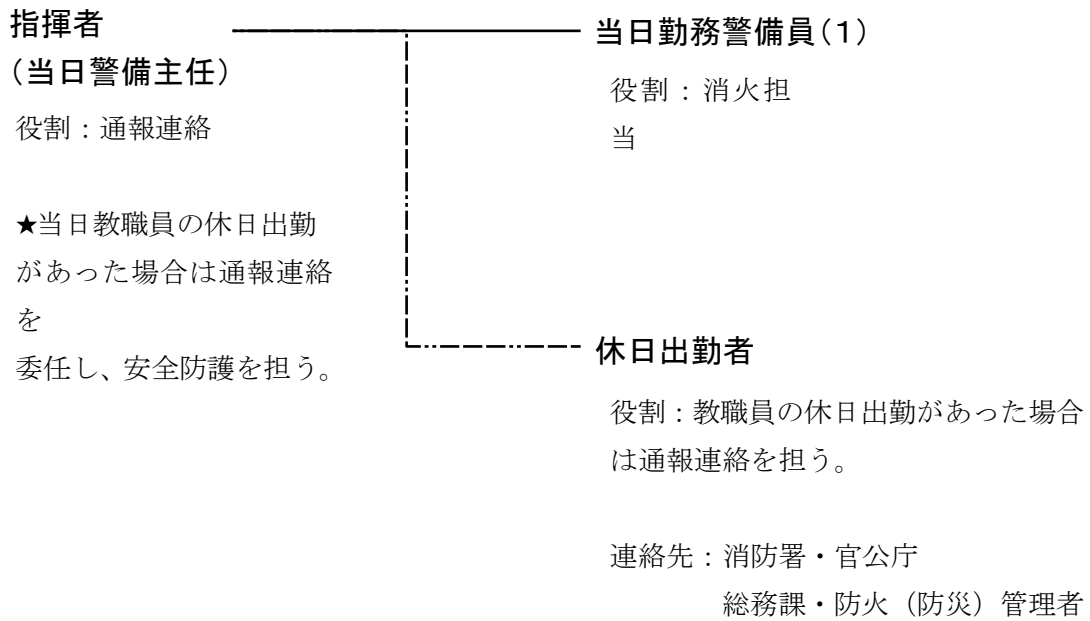 指揮者
（当日警備主任）
役割：通報連絡
★当日教職員の休日出勤
があった場合は通報連絡
を
委任し、安全防護を担う。
当日勤務警備員（１）
役割：消火担
当
休日出勤者
役割：教職員の休日出勤があった場合
は通報連絡を担う。
連絡先：消防署・官公庁
総務課・防火（防災）管理者